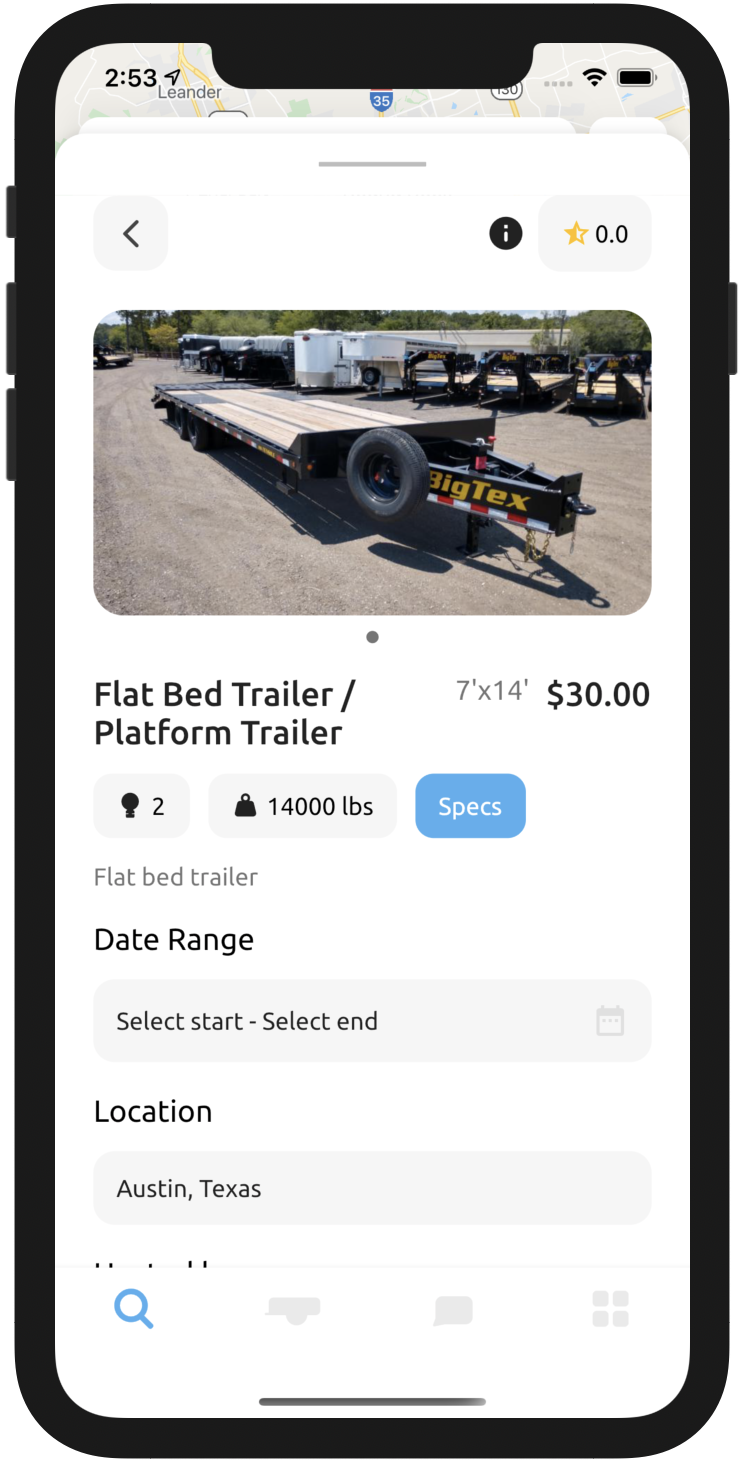 2:53
Leander
35
130
0.0
BigTex
BigTex
Flat Bed Trailer /
Platform Trailer
7'x14'
$30.00
2
14000 lbs
Specs
Flat bed trailer
Date Range
Select start - Select end
Location
Austin, Texas